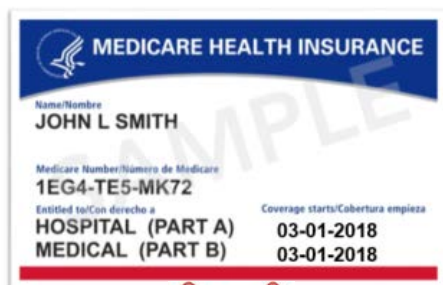 MEDICARE HEALTH INSURANCE
SAMPLE
Name/Nombre
JOHN L SMITH
Medicare Number/Número de Medicare
1EG4-TE5-MK72
Entitled to/Con derecho a Coverage starts/Cobertura empieza
HOSPITAL (PART A) 03-01-2018
MEDICAL (PART B) 03-01-2018